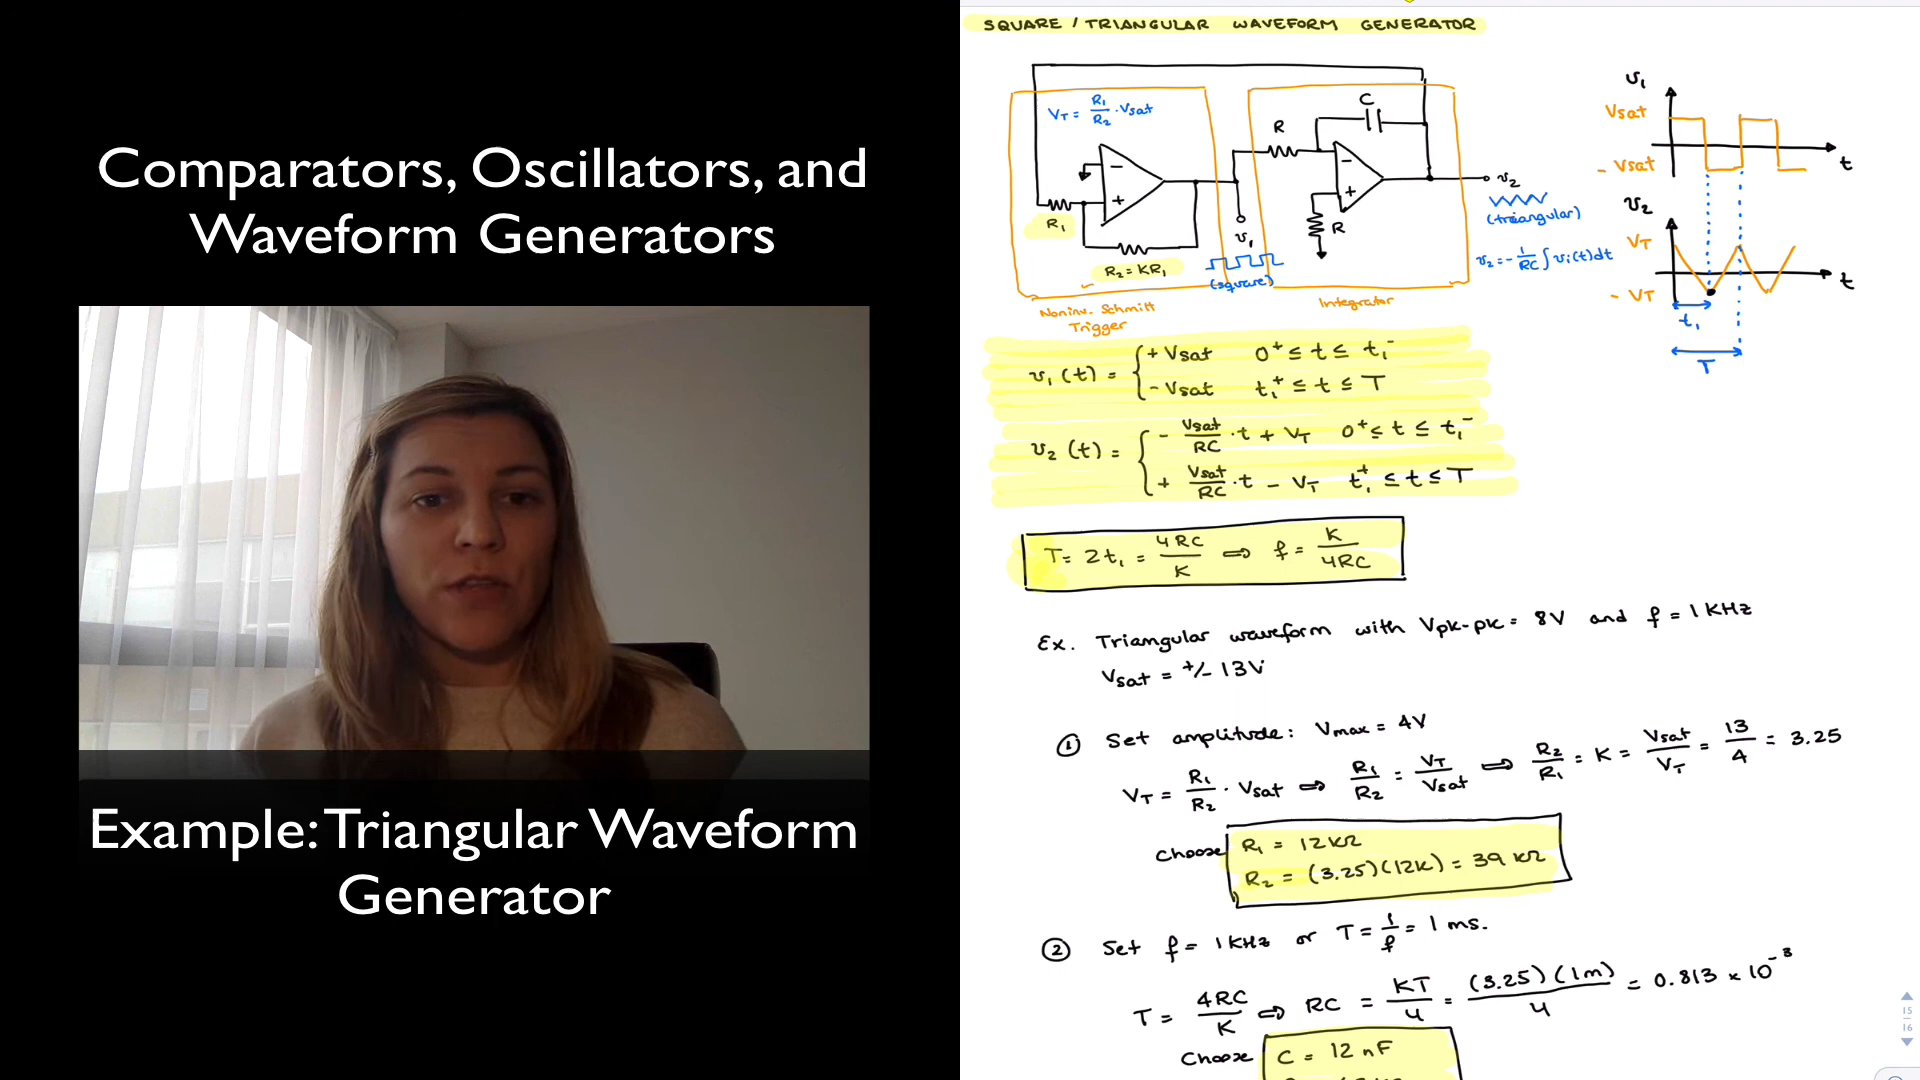 Comparators, Oscillators, and
Waveform Generators
Example: Triangular Waveform
Generator
SQUARE / TRIANGULAR WAVEFORM GENERATOR
VT = R1/R2 · Vsat
R1
R2 = KR1
Noninv. Schmitt
Trigger
v1
(square)
R
C
R
Integrator
v2
(triangular)
v2 = - 1/RC ∫ v1(t)dt
v1
Vsat
- Vsat
t
v2
VT
- VT
t
t1
T
v1(t) = { + Vsat 0⁺ ≤ t ≤ t1⁻
- Vsat t1⁺ ≤ t ≤ T
v2(t) = { - Vsat/RC · t + VT 0⁺ ≤ t ≤ t1⁻
+ Vsat/RC · t - VT t1⁺ ≤ t ≤ T
T = 2t1 = 4RC/K ⟹ f = K/4RC
Ex. Triangular waveform with Vpk-pk = 8V and f = 1 KHz
Vsat = +/- 13V
① Set amplitude: Vmax = 4V
VT = R1/R2 · Vsat ⟹ R1/R2 = VT/Vsat ⟹ R2/R1 = K = Vsat/VT = 13/4 = 3.25
Choose R1 = 12kΩ
R2 = (3.25)(12K) = 39 kΩ
② Set f = 1 KHz or T = 1/f = 1 ms.
T = 4RC/K ⟹ RC = KT/4 = (3.25)(1m)/4 = 0.813 × 10⁻³
Choose C = 12 nF
15
16